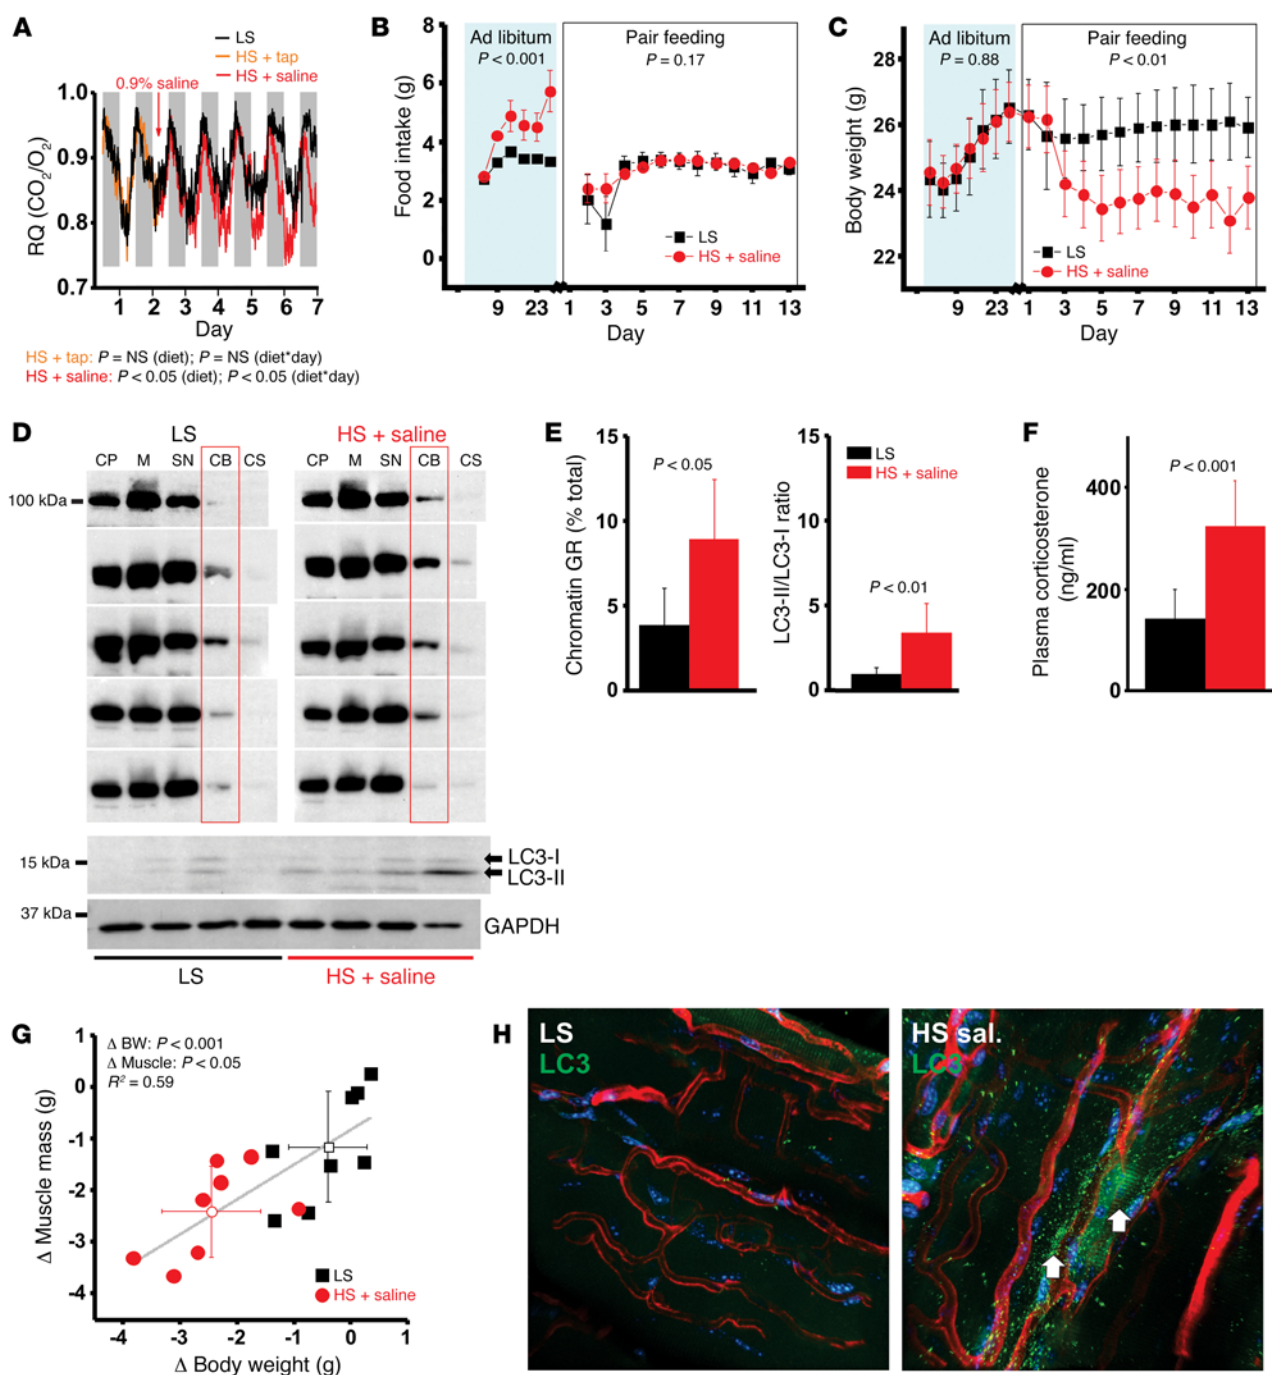 A
LS
HS + tap
HS + saline
0.9% saline
1.0
0.9
0.8
0.7
RQ (CO₂/O₂)
1 2 3 4 5 6 7
Day
HS + tap: P = NS (diet); P = NS (diet*day)
HS + saline: P < 0.05 (diet); P < 0.05 (diet*day)
B
Ad libitum
P < 0.001
Pair feeding
P = 0.17
8
6
4
2
0
Food intake (g)
LS
HS + saline
9 23 1 3 5 7 9 11 13
Day
C
Ad libitum
P = 0.88
Pair feeding
P < 0.01
28
26
24
22
Body weight (g)
LS
HS + saline
9 23 1 3 5 7 9 11 13
Day
D
LS
HS + saline
CP M SN CB CS
CP M SN CB CS
100 kDa
15 kDa
LC3-I
LC3-II
37 kDa
GAPDH
LS
HS + saline
E
15
10
5
0
Chromatin GR (% total)
P < 0.05
15
10
5
0
LC3-II/LC3-I ratio
LS
HS + saline
P < 0.01
F
P < 0.001
400
200
0
Plasma corticosterone
(ng/ml)
G
1
0
-1
-2
-3
-4
Δ Muscle mass (g)
Δ BW: P < 0.001
Δ Muscle: P < 0.05
R² = 0.59
LS
HS + saline
-4 -3 -2 -1 0 1
Δ Body weight (g)
H
LS
LC3
HS sal.
LC3